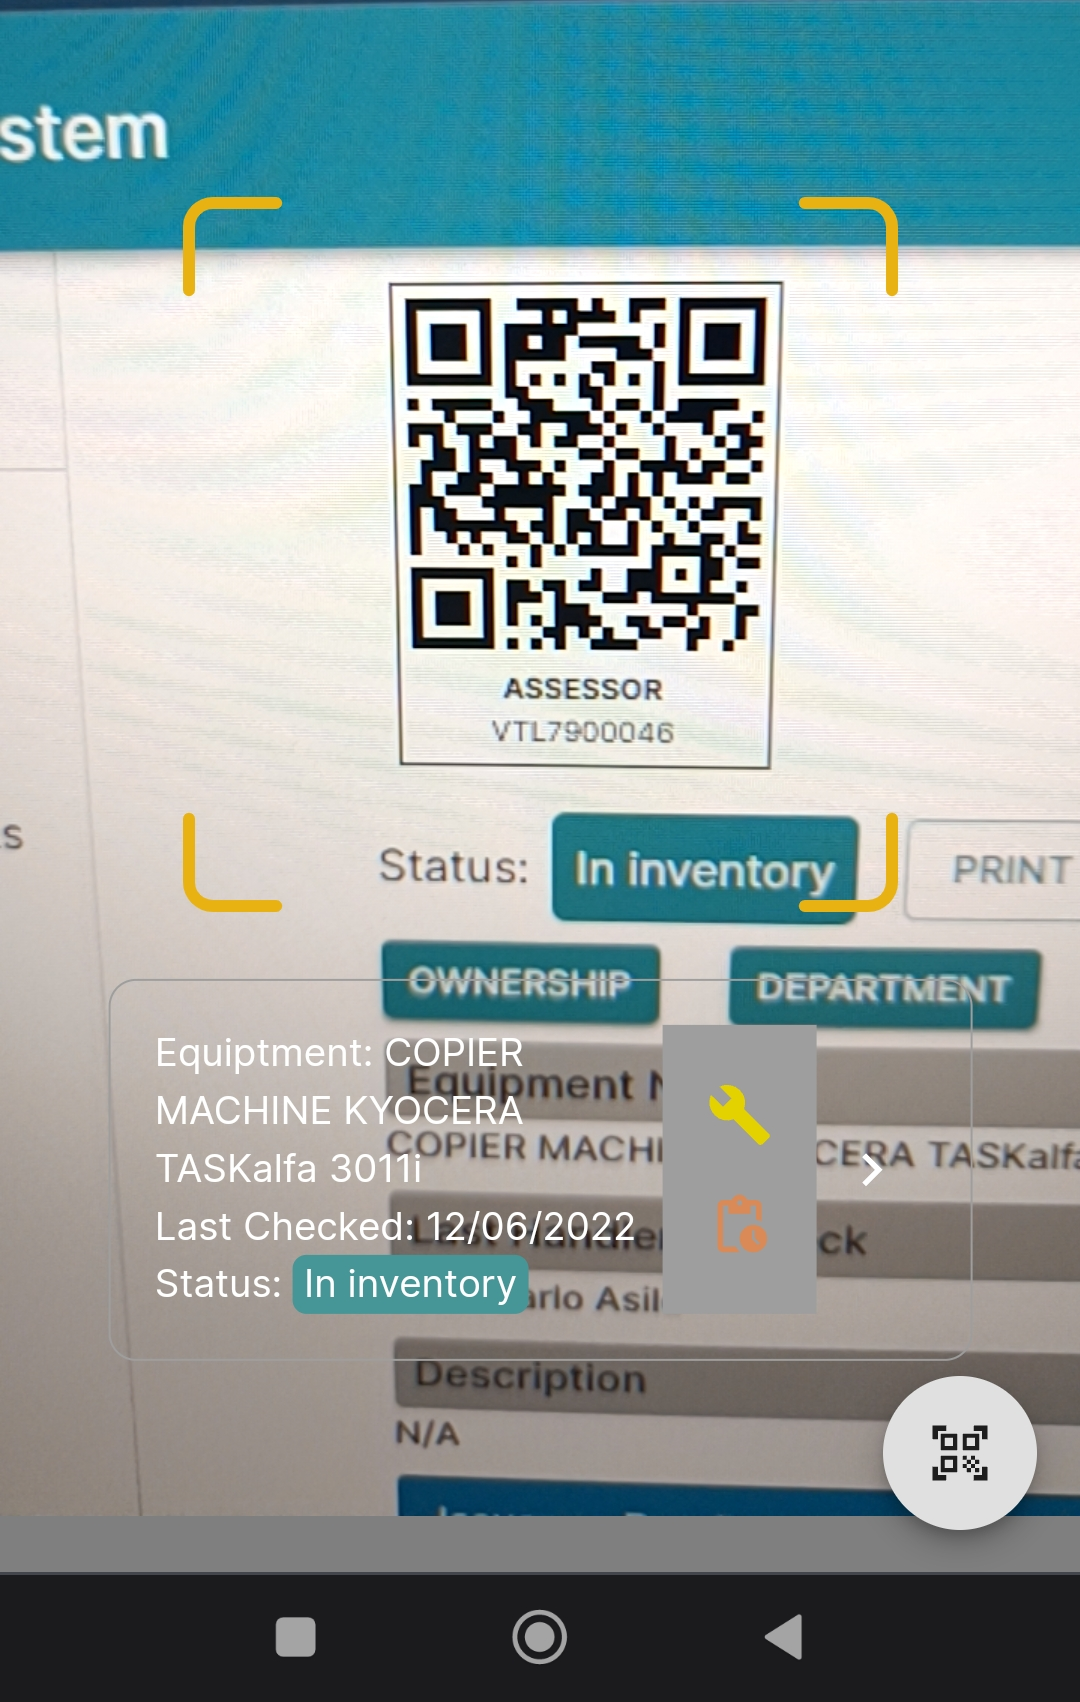 stem
ASSESSOR
VTL7900046
s
Status: In inventory PRINT
OWNERSHIP DEPARTMENT
Equipment
Equiptment: COPIER
MACHINE KYOCERA
COPIER MACHI CERA TASKalfa
TASKalfa 3011i
Last Checked: 12/06/2022
ck
Status: In inventory
arlo Asil
Description
N/A